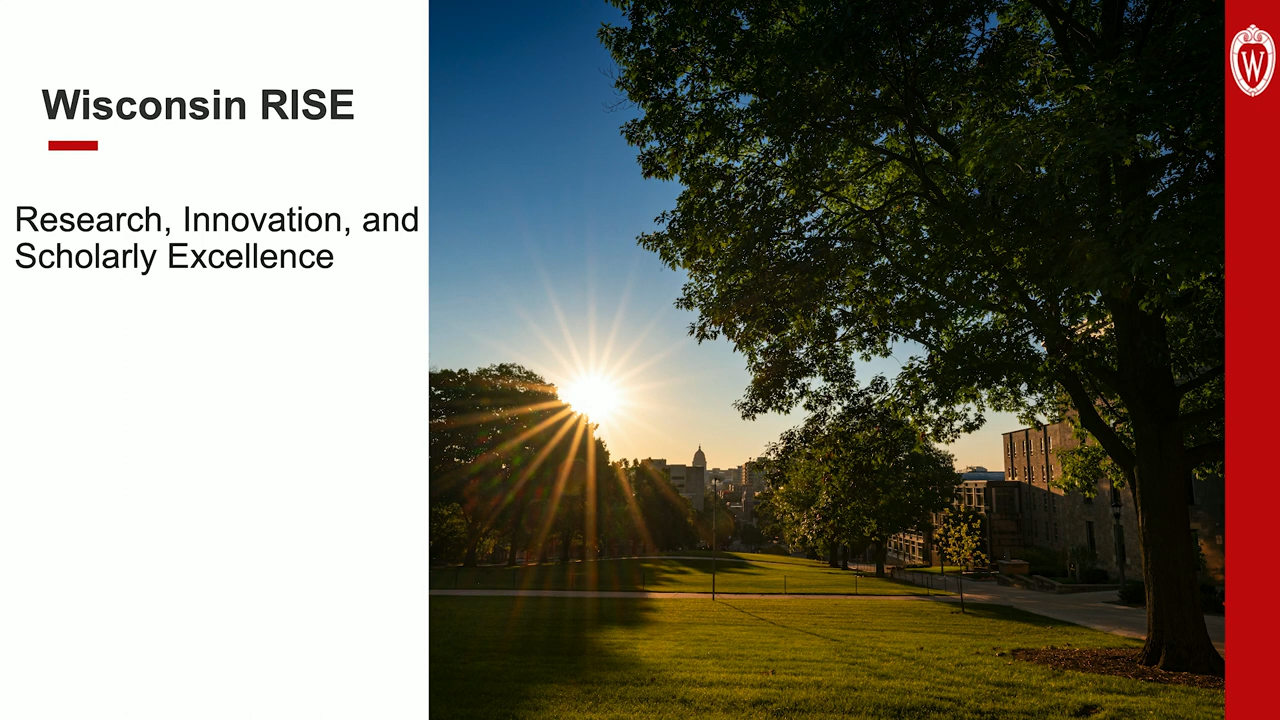 Wisconsin RISE
Research, Innovation, and
Scholarly Excellence
W